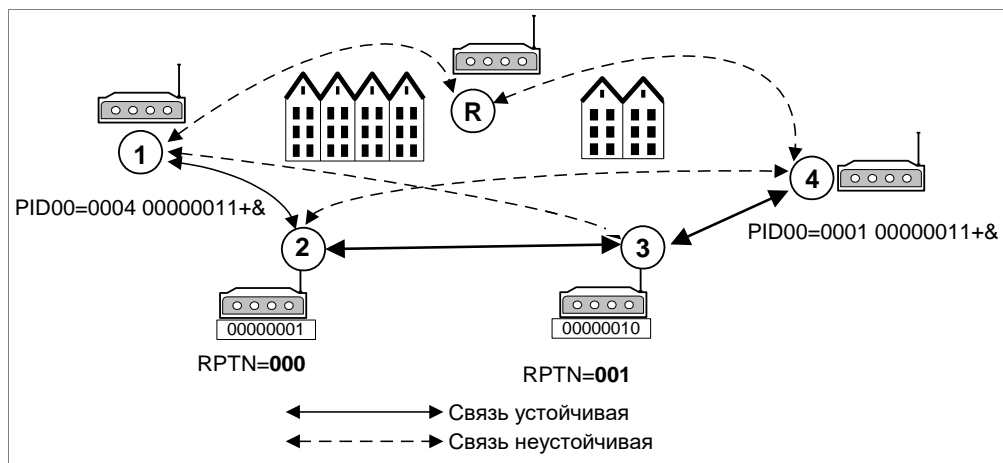 R
1
4
PID00=0004 00000011+&
PID00=0001 00000011+&
2
3
00000001
00000010
RPTN=000
RPTN=001
Связь устойчивая
Связь неустойчивая